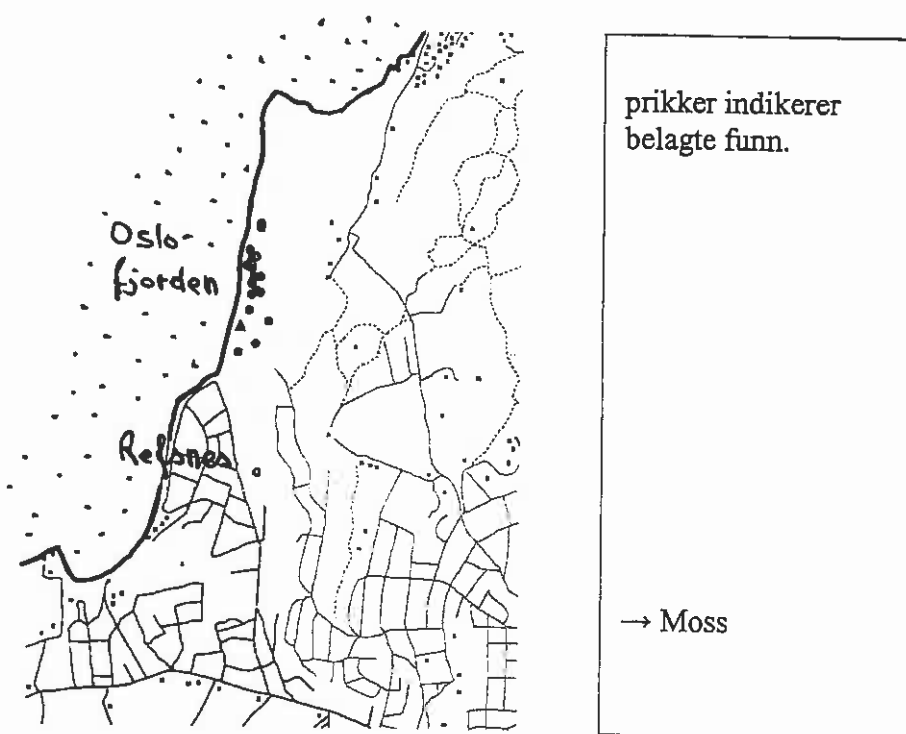 Oslo-
fjorden
Refsnes
prikker indikerer
belagte funn.
→ Moss